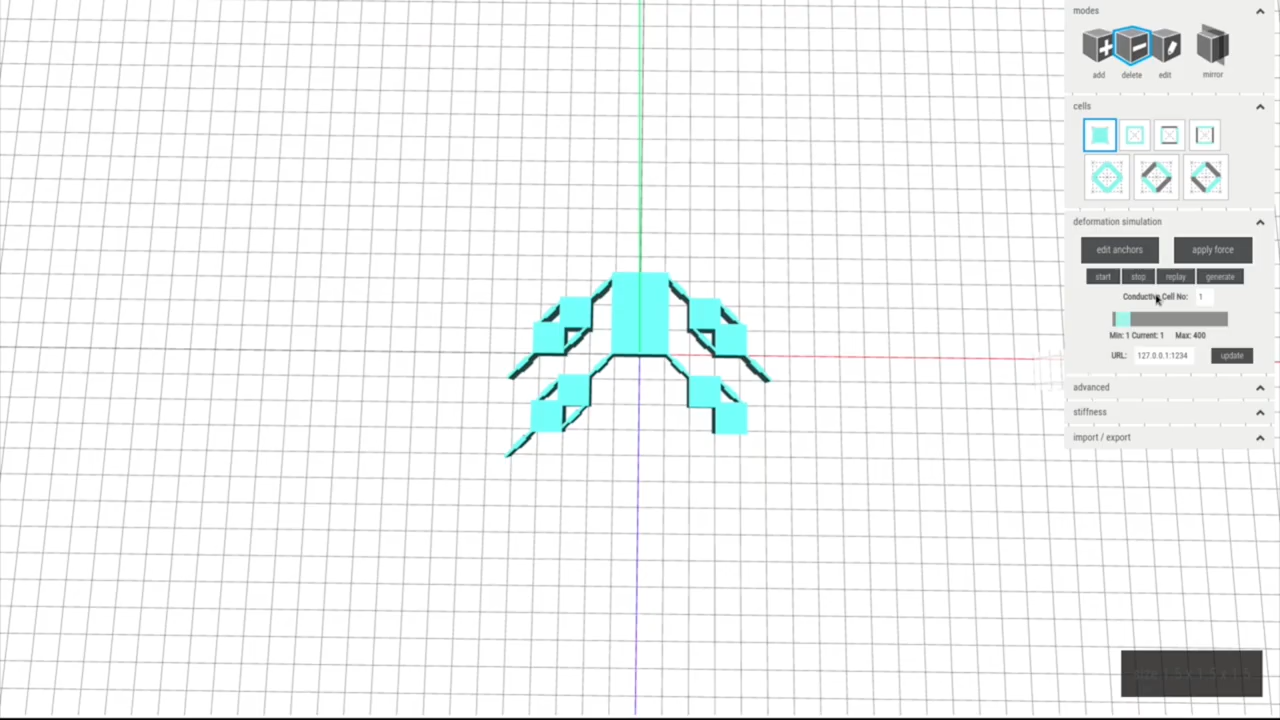 modes
add delete edit mirror
cells
deformation simulation
edit anchors apply force
start stop replay generate
Conductive Cell No: 1
Min: 1 Current: 1 Max: 400
URL: 127.0.0.1:1234 update
advanced
stiffness
import / export